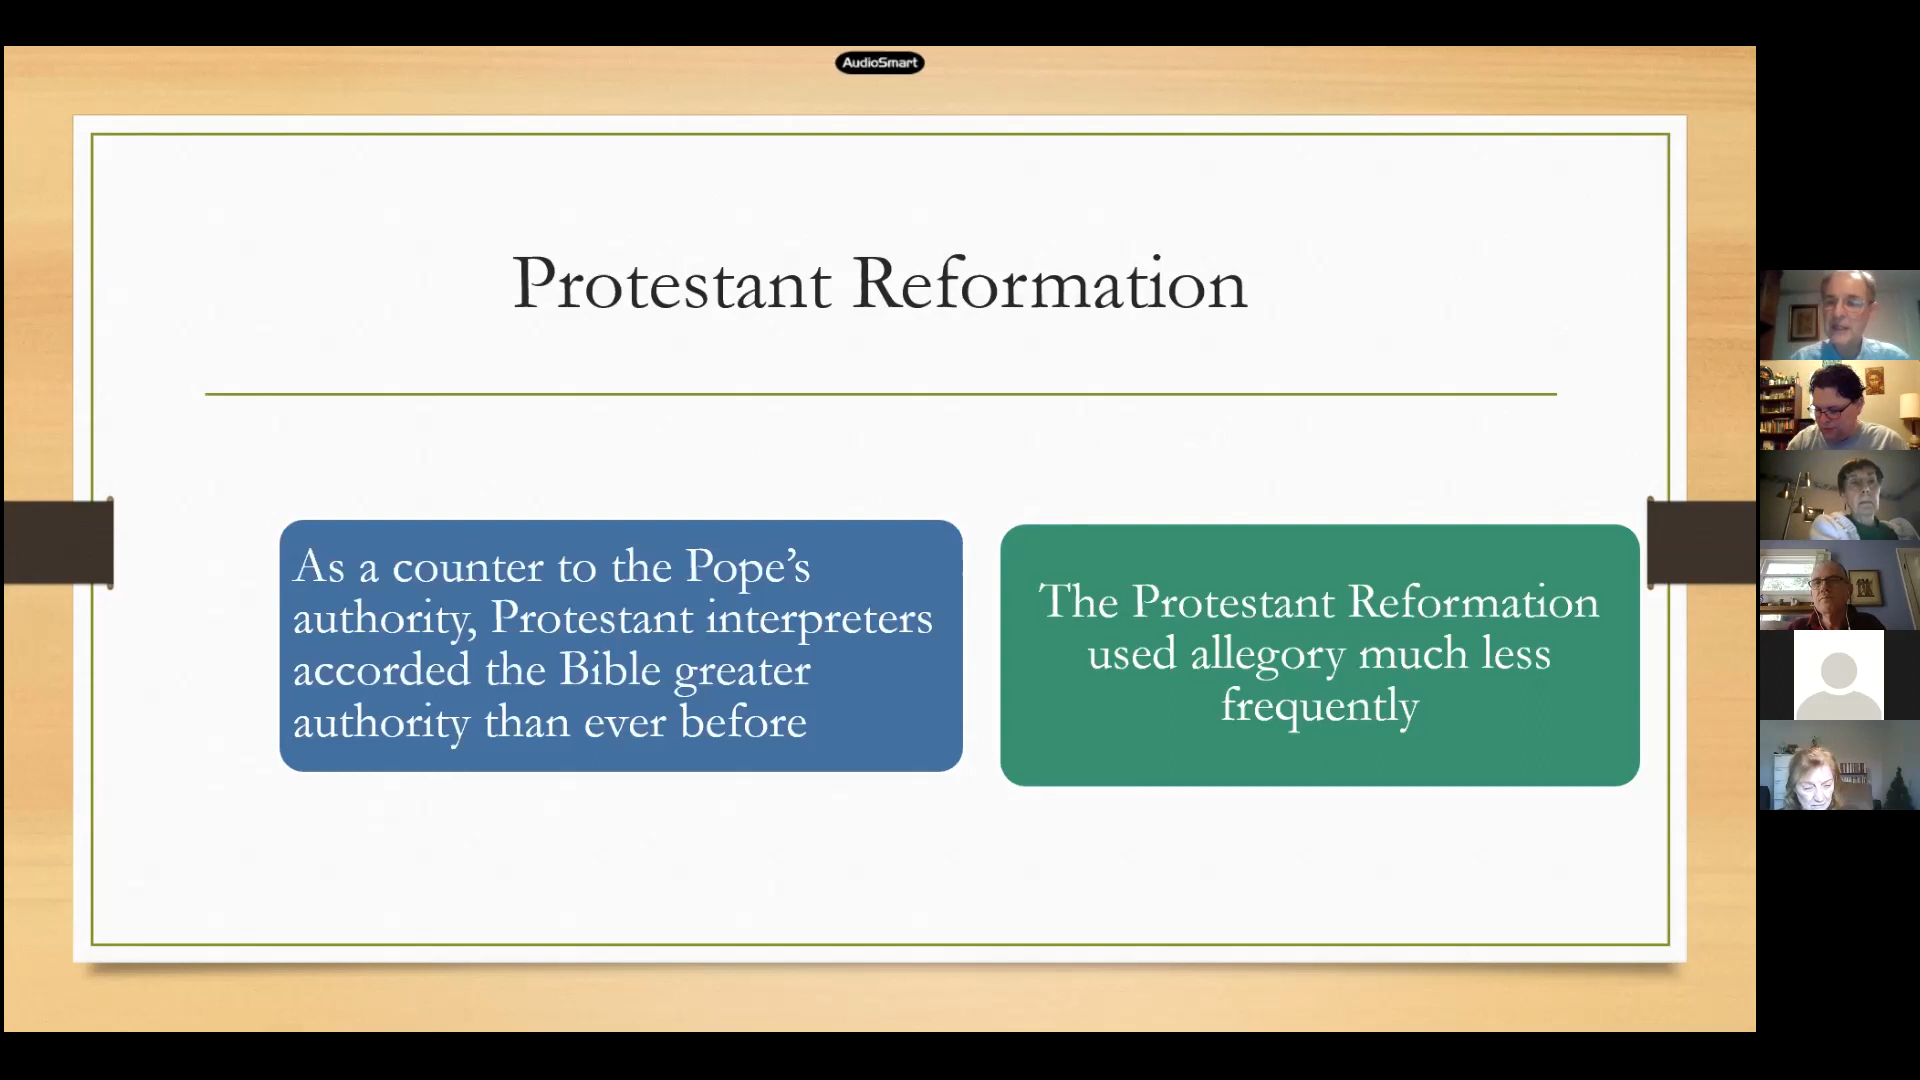 AudioSmart
Protestant Reformation
As a counter to the Pope’s
authority, Protestant interpreters
accorded the Bible greater
authority than ever before
The Protestant Reformation
used allegory much less
frequently